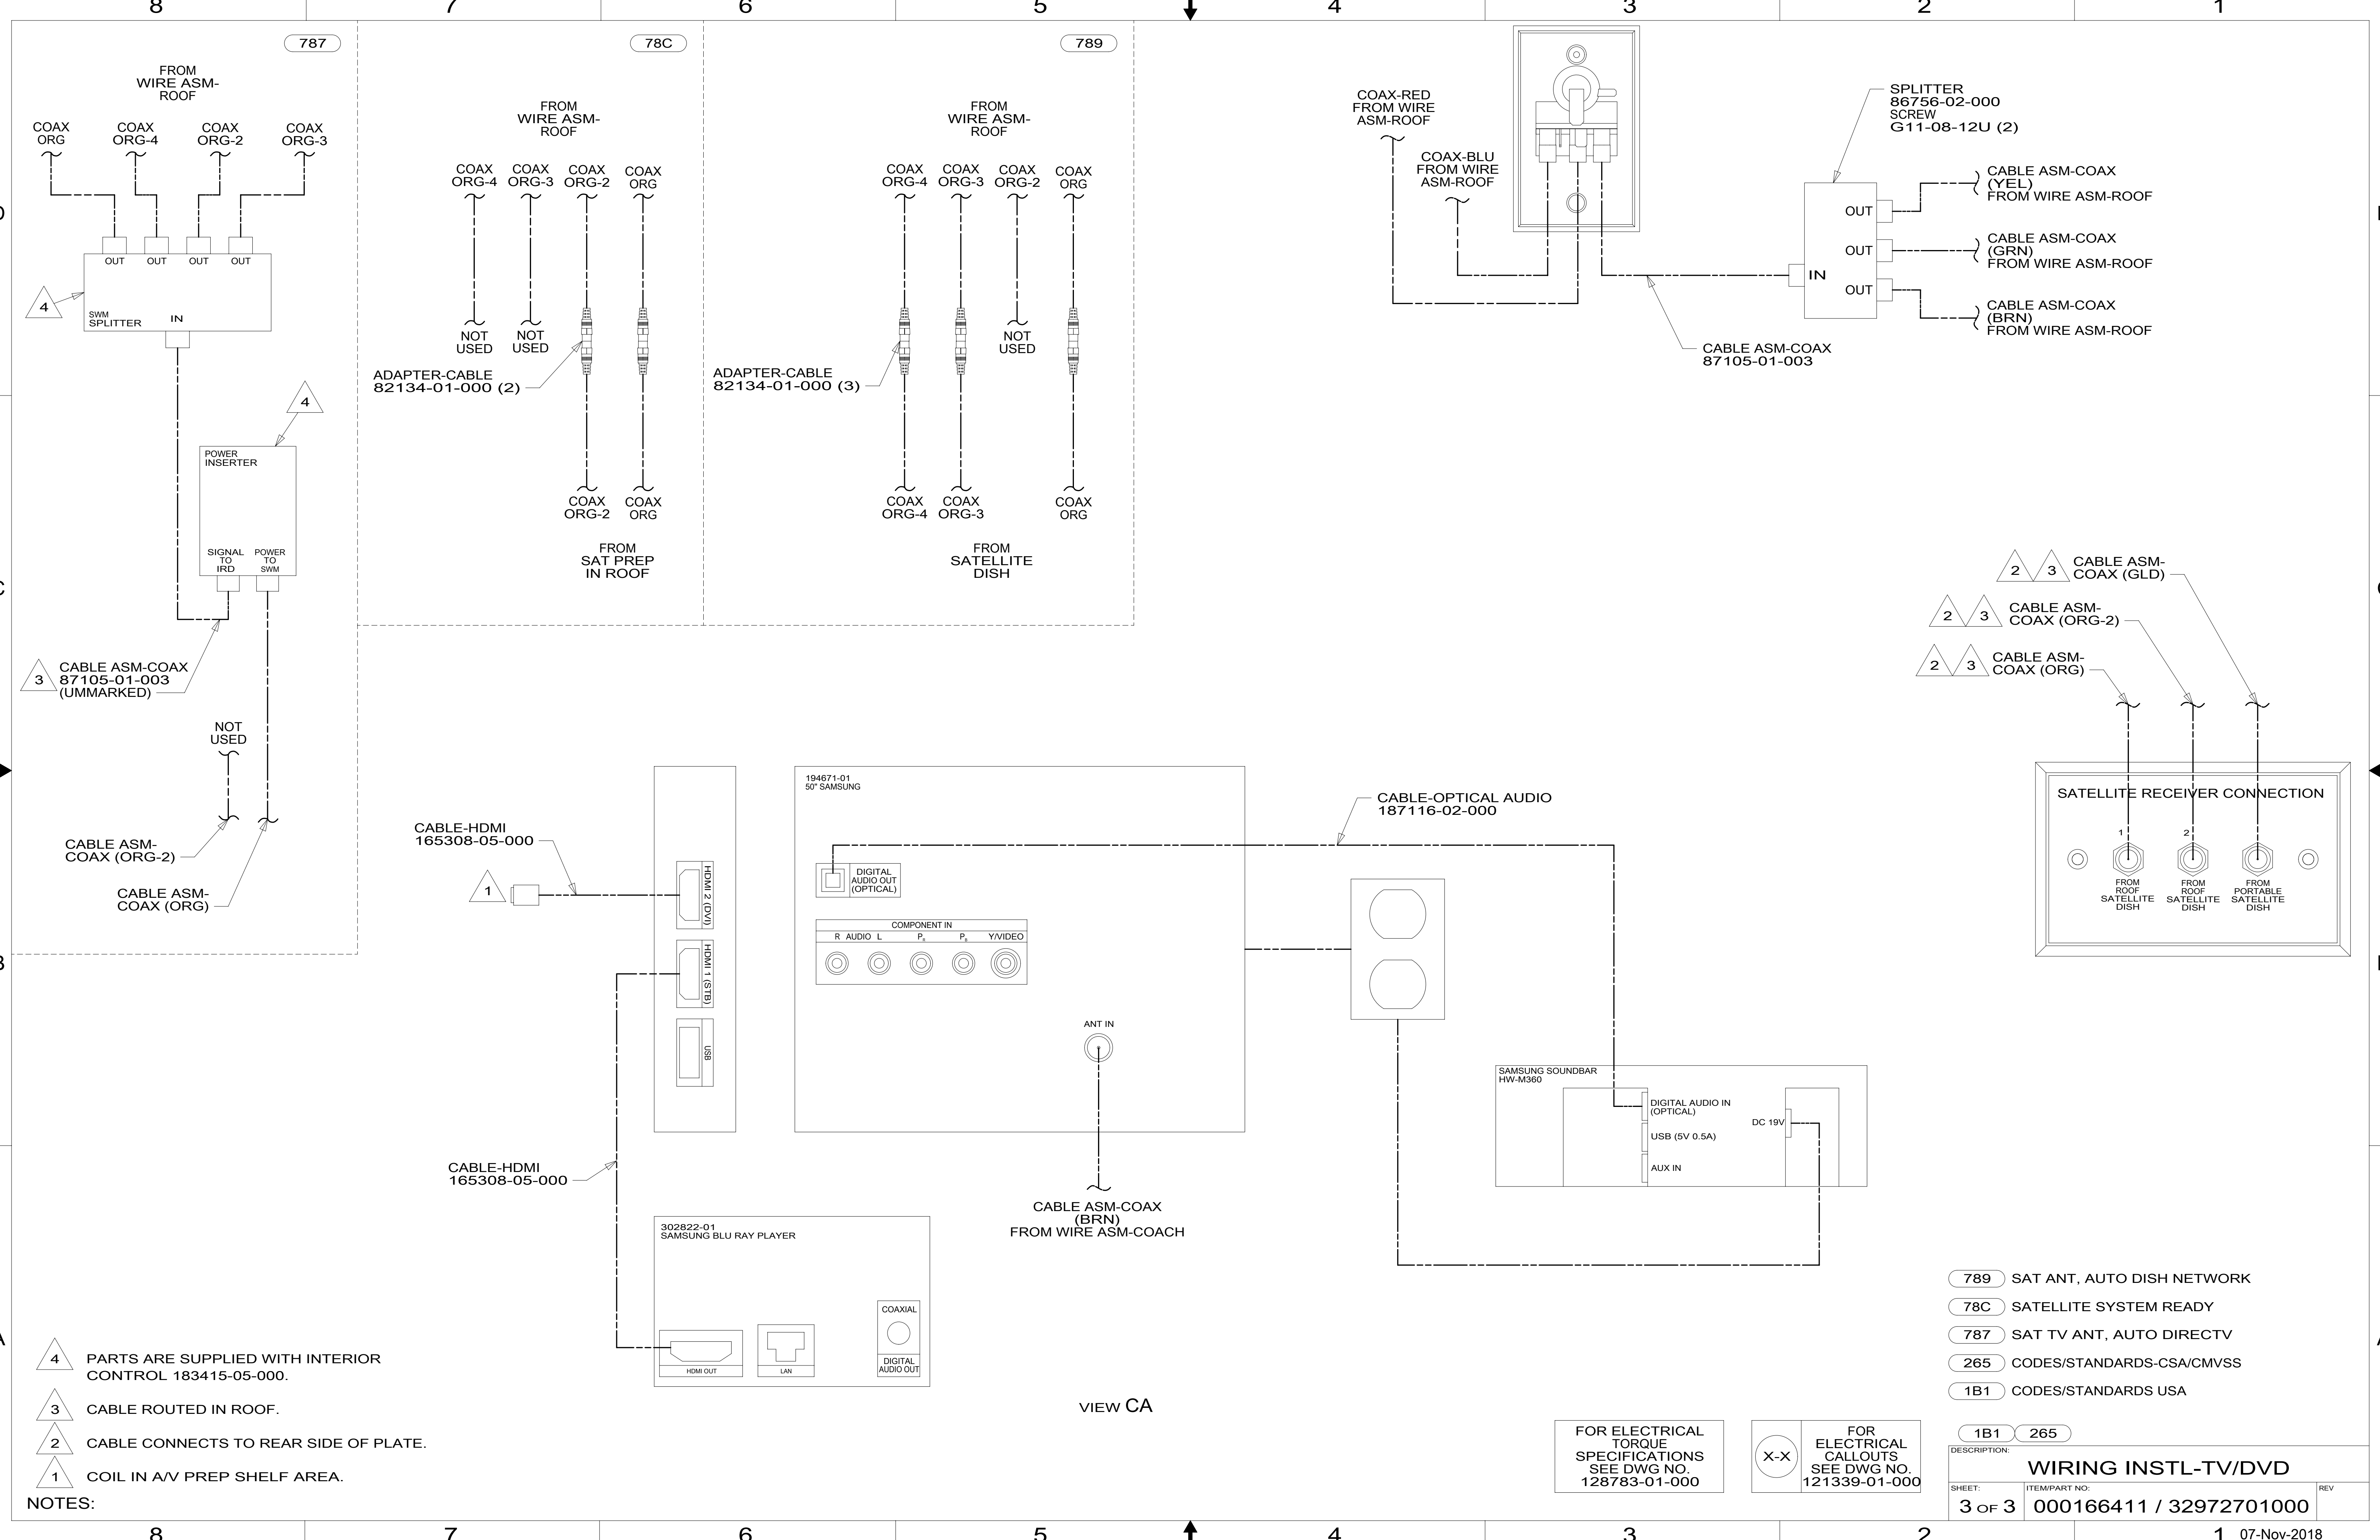 8 7 6 5 4 3 2 1
787
FROM
WIRE ASM-
ROOF
COAX
ORG
COAX
ORG-4
COAX
ORG-2
COAX
ORG-3
OUT OUT OUT OUT
4
SWM
SPLITTER
IN
4
POWER
INSERTER
SIGNAL
TO
IRD
POWER
TO
SWM
3
CABLE ASM-COAX
87105-01-003
(UMMARKED)
NOT
USED
CABLE ASM-
COAX (ORG-2)
CABLE ASM-
COAX (ORG)
78C
FROM
WIRE ASM-
ROOF
COAX
ORG-4
COAX
ORG-3
COAX
ORG-2
COAX
ORG
NOT
USED
NOT
USED
ADAPTER-CABLE
82134-01-000 (2)
COAX
ORG-2
COAX
ORG
FROM
SAT PREP
IN ROOF
789
FROM
WIRE ASM-
ROOF
COAX
ORG-4
COAX
ORG-3
COAX
ORG-2
COAX
ORG
NOT
USED
ADAPTER-CABLE
82134-01-000 (3)
COAX
ORG-4
COAX
ORG-3
COAX
ORG
FROM
SATELLITE
DISH
COAX-RED
FROM WIRE
ASM-ROOF
COAX-BLU
FROM WIRE
ASM-ROOF
SPLITTER
86756-02-000
SCREW
G11-08-12U (2)
IN
OUT
OUT
OUT
CABLE ASM-COAX
(YEL)
FROM WIRE ASM-ROOF
CABLE ASM-COAX
(GRN)
FROM WIRE ASM-ROOF
CABLE ASM-COAX
(BRN)
FROM WIRE ASM-ROOF
CABLE ASM-COAX
87105-01-003
2 3
CABLE ASM-
COAX (GLD)
2 3
CABLE ASM-
COAX (ORG-2)
2 3
CABLE ASM-
COAX (ORG)
SATELLITE RECEIVER CONNECTION
1 2
FROM
ROOF
SATELLITE
DISH
FROM
ROOF
SATELLITE
DISH
FROM
PORTABLE
SATELLITE
DISH
CABLE-HDMI
165308-05-000
1
HDMI 2 (DVI)
HDMI 1 (STB)
USB
CABLE-HDMI
165308-05-000
194671-01
50" SAMSUNG
DIGITAL
AUDIO OUT
(OPTICAL)
COMPONENT IN
R AUDIO L PR PB Y/VIDEO
ANT IN
CABLE ASM-COAX
(BRN)
FROM WIRE ASM-COACH
CABLE-OPTICAL AUDIO
187116-02-000
SAMSUNG SOUNDBAR
HW-M360
DIGITAL AUDIO IN
(OPTICAL)
USB (5V 0.5A)
AUX IN
DC 19V
302822-01
SAMSUNG BLU RAY PLAYER
HDMI OUT
LAN
COAXIAL
DIGITAL
AUDIO OUT
VIEW CA
4 PARTS ARE SUPPLIED WITH INTERIOR
CONTROL 183415-05-000.
3 CABLE ROUTED IN ROOF.
2 CABLE CONNECTS TO REAR SIDE OF PLATE.
1 COIL IN A/V PREP SHELF AREA.
NOTES:
789 SAT ANT, AUTO DISH NETWORK
78C SATELLITE SYSTEM READY
787 SAT TV ANT, AUTO DIRECTV
265 CODES/STANDARDS-CSA/CMVSS
1B1 CODES/STANDARDS USA
FOR ELECTRICAL
TORQUE
SPECIFICATIONS
SEE DWG NO.
128783-01-000
X-X
FOR
ELECTRICAL
CALLOUTS
SEE DWG NO.
121339-01-000
1B1 265
DESCRIPTION:
WIRING INSTL-TV/DVD
SHEET:
3 OF 3
ITEM/PART NO:
000166411 / 32972701000
REV
8 7 6 5 4 3 2 1
07-Nov-2018